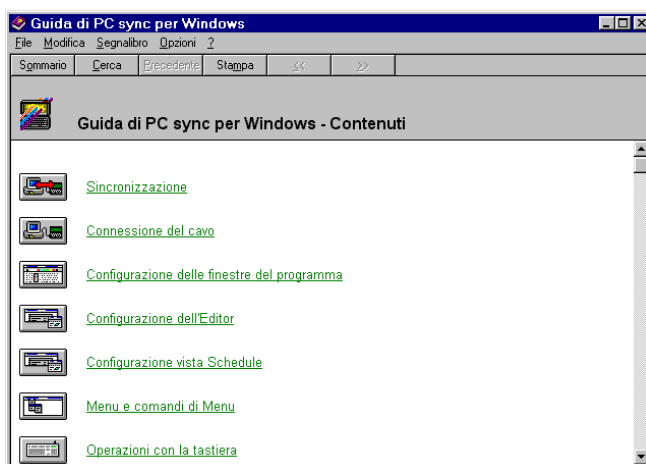 Guida di PC sync per Windows
File Modifica Segnalibro Opzioni ?
Sommario Cerca Precedente Stampa << >>
Guida di PC sync per Windows - Contenuti
Sincronizzazione
Connessione del cavo
Configurazione delle finestre del programma
Configurazione dell'Editor
Configurazione vista Schedule
Menu e comandi di Menu
Operazioni con la tastiera